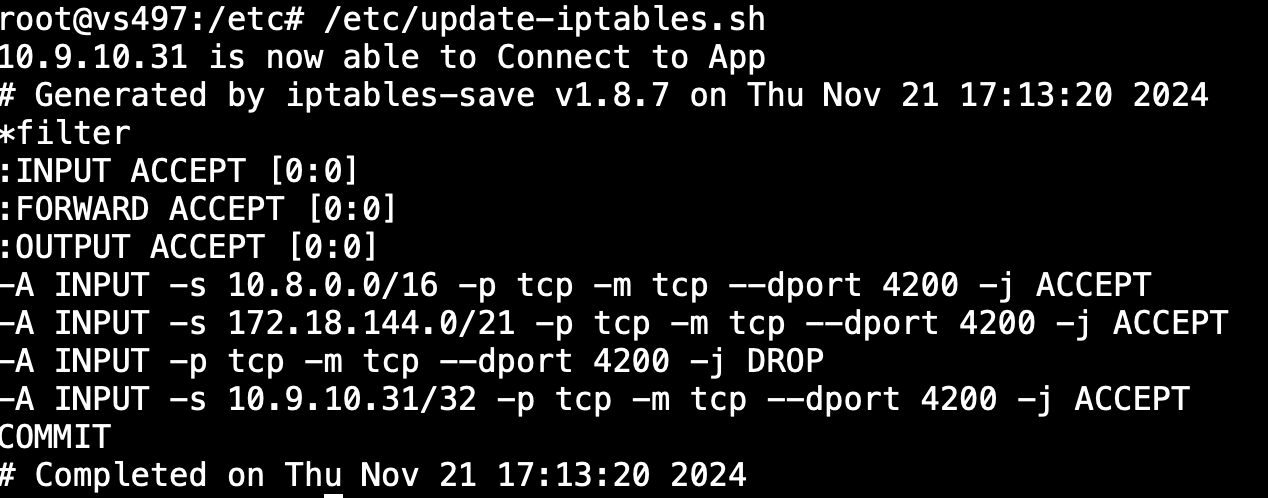 root@vs497:/etc# /etc/update-iptables.sh
10.9.10.31 is now able to Connect to App
# Generated by iptables-save v1.8.7 on Thu Nov 21 17:13:20 2024
*filter
:INPUT ACCEPT [0:0]
:FORWARD ACCEPT [0:0]
:OUTPUT ACCEPT [0:0]
-A INPUT -s 10.8.0.0/16 -p tcp -m tcp --dport 4200 -j ACCEPT
-A INPUT -s 172.18.144.0/21 -p tcp -m tcp --dport 4200 -j ACCEPT
-A INPUT -p tcp -m tcp --dport 4200 -j DROP
-A INPUT -s 10.9.10.31/32 -p tcp -m tcp --dport 4200 -j ACCEPT
COMMIT
# Completed on Thu Nov 21 17:13:20 2024